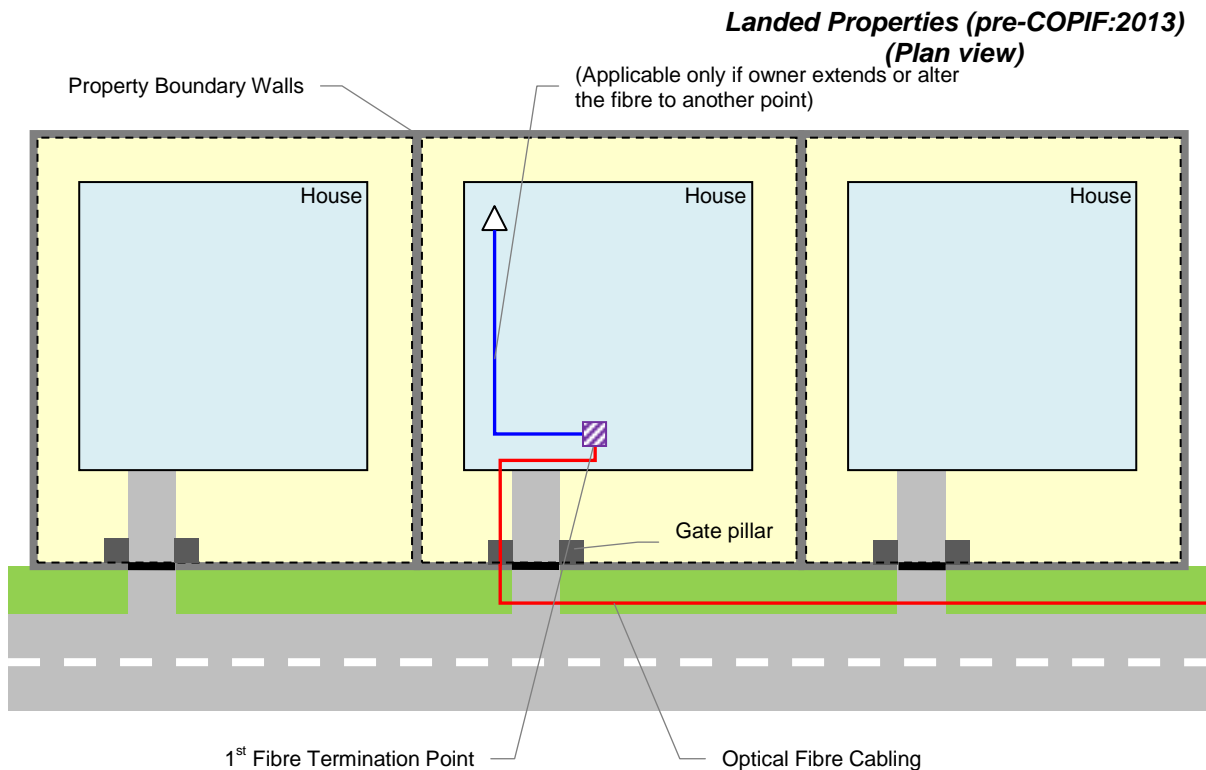 Landed Properties (pre-COPIF:2013)
(Plan view)
Property Boundary Walls
(Applicable only if owner extends or alter
the fibre to another point)
House
House
House
Gate pillar
1st Fibre Termination Point
Optical Fibre Cabling